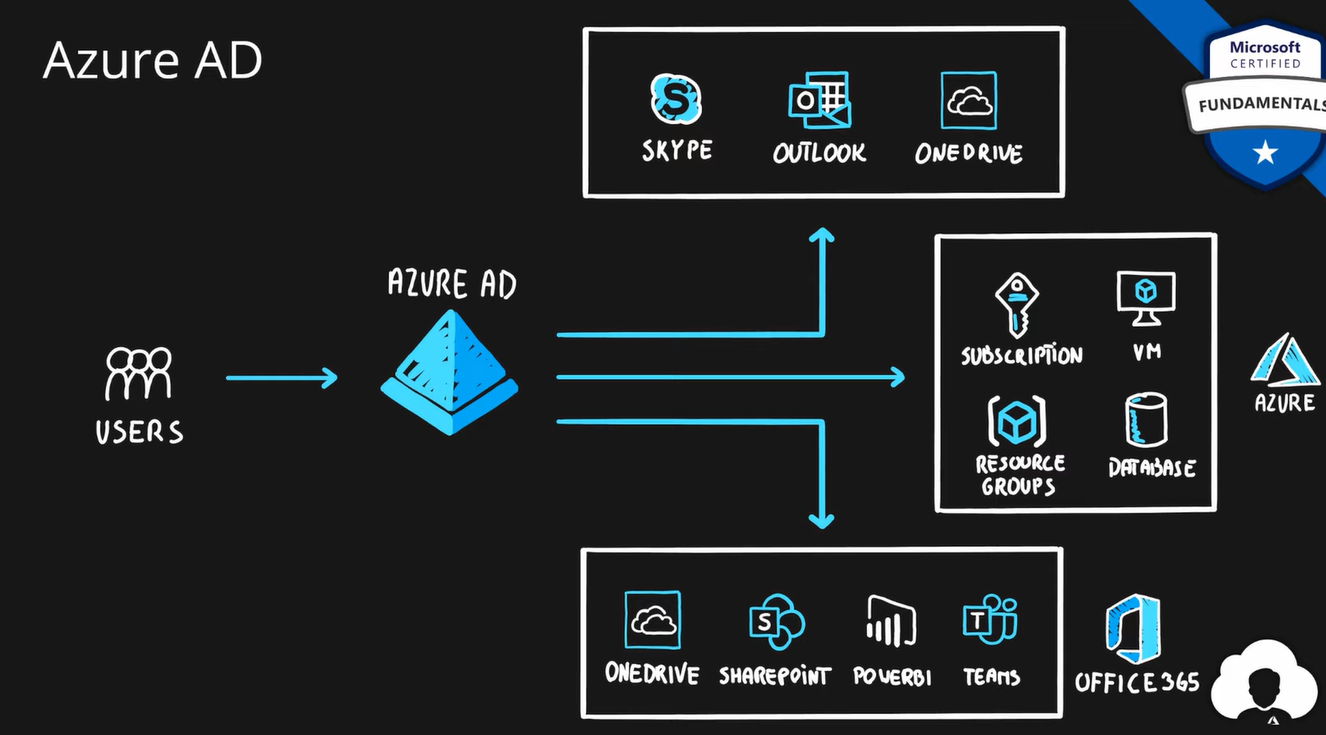 Azure AD
SKYPE
OUTLOOK
ONEDRIVE
Microsoft
CERTIFIED
FUNDAMENTALS
USERS
AZURE AD
SUBSCRIPTION
VM
RESOURCE
GROUPS
DATABASE
AZURE
ONEDRIVE
SHAREPOINT
POWERBI
TEAMS
OFFICE365